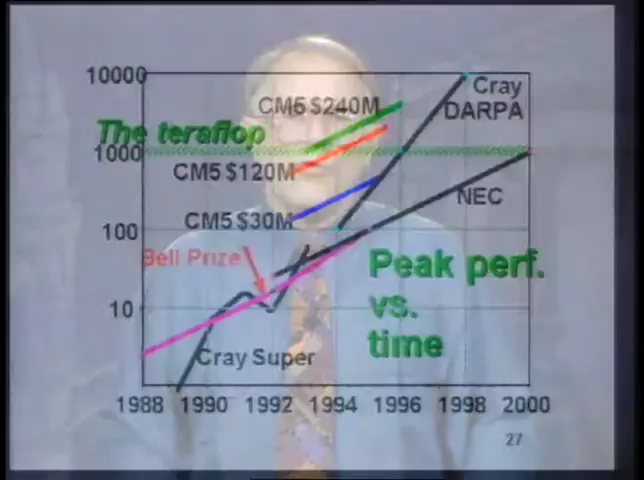 10000
Cray
DARPA
CM5 $240M
The teraflop
1000
CM5 $120M
NEC
CM5 $30M
100
Bell Prize
Peak perf.
vs.
time
10
Cray Super
1988 1990 1992 1994 1996 1998 2000
27